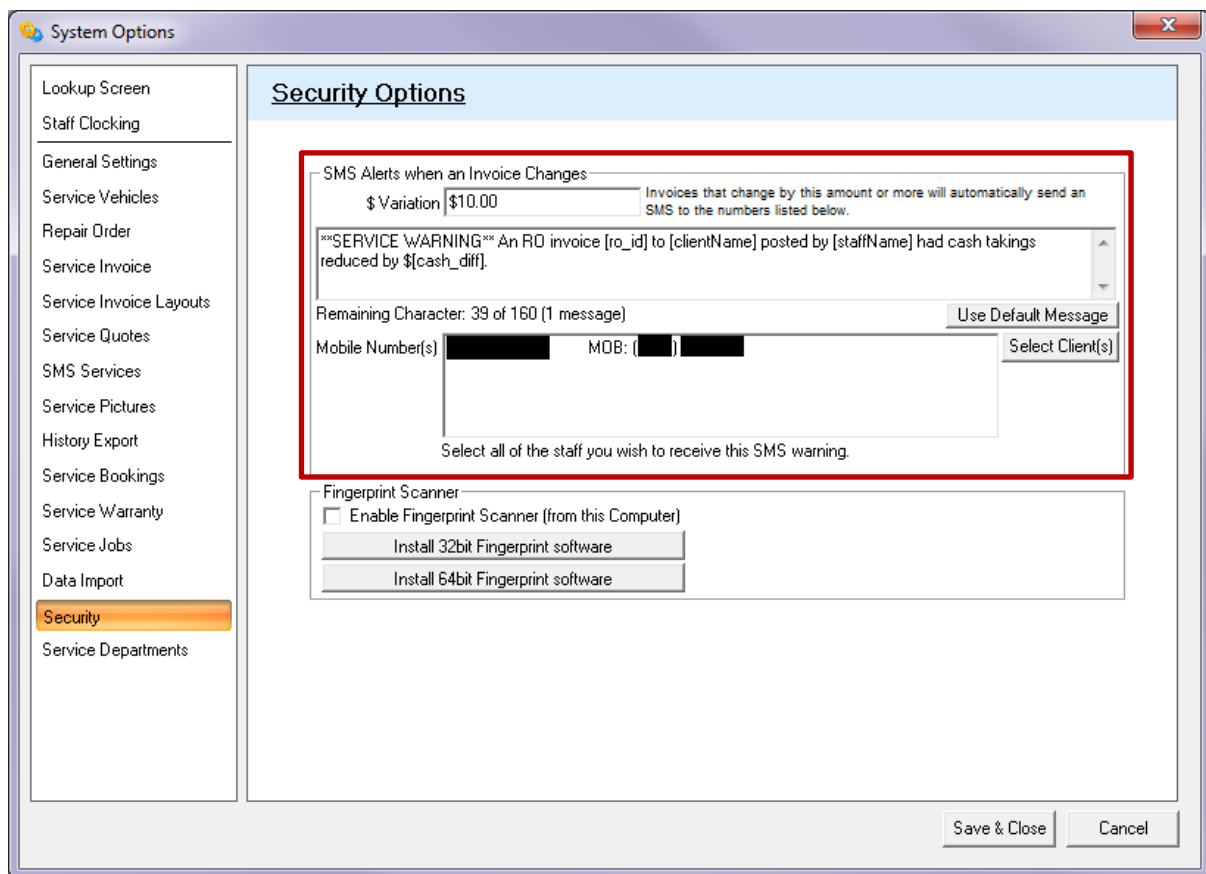 System Options
Lookup Screen
Staff Clocking
General Settings
Service Vehicles
Repair Order
Service Invoice
Service Invoice Layouts
Service Quotes
SMS Services
Service Pictures
History Export
Service Bookings
Service Warranty
Service Jobs
Data Import
Security
Service Departments
Security Options
SMS Alerts when an Invoice Changes
$ Variation $10.00
Invoices that change by this amount or more will automatically send an
SMS to the numbers listed below.
**SERVICE WARNING** An RO invoice [ro_id] to [clientName] posted by [staffName] had cash takings
reduced by $[cash_diff].
Remaining Character: 39 of 160 (1 message)
Use Default Message
Mobile Number(s)
MOB: ( )
Select Client(s)
Select all of the staff you wish to receive this SMS warning.
Fingerprint Scanner
Enable Fingerprint Scanner (from this Computer)
Install 32bit Fingerprint software
Install 64bit Fingerprint software
Save & Close
Cancel